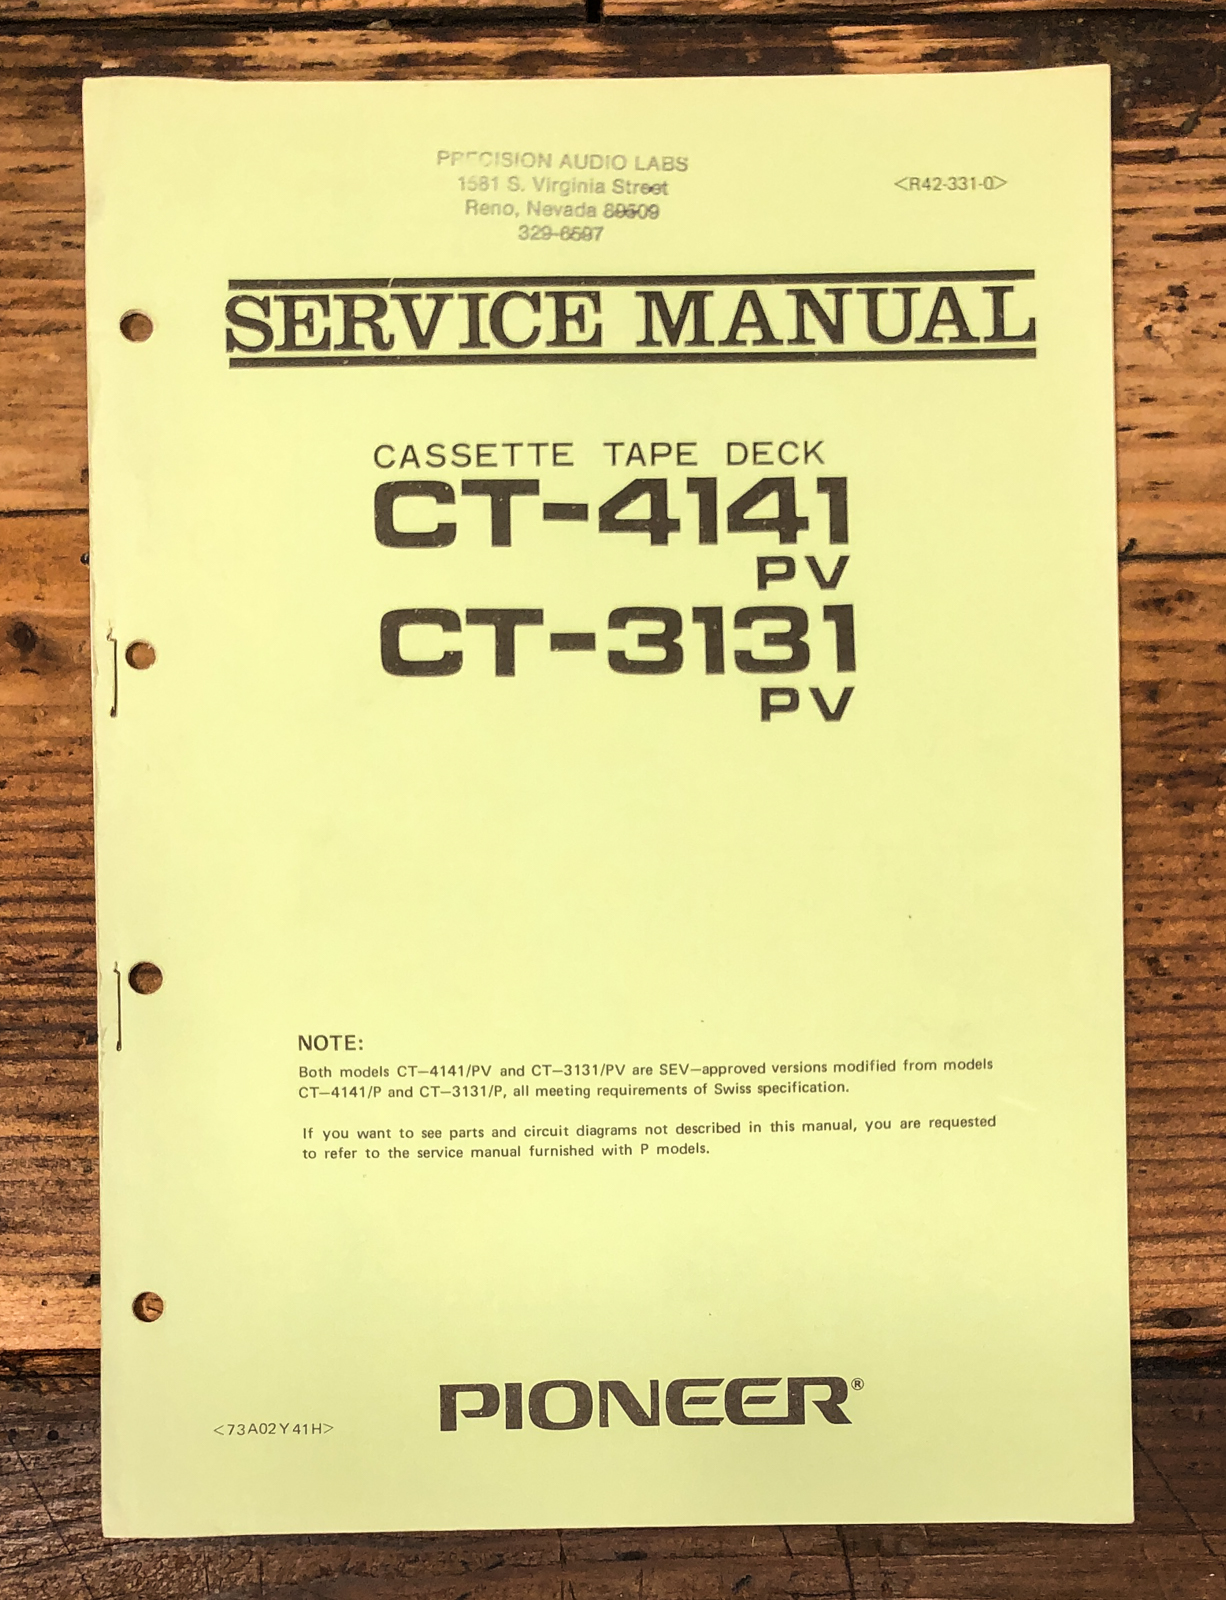 PRECISION AUDIO LABS
1581 S. Virginia Street
Reno, Nevada 89509
329-6597
<R42-331-0>
SERVICE MANUAL
CASSETTE TAPE DECK
CT-4141
PV
CT-3131
PV
NOTE:
Both models CT—4141/PV and CT—3131/PV are SEV—approved versions modified from models
CT—4141/P and CT—3131/P, all meeting requirements of Swiss specification.
If you want to see parts and circuit diagrams not described in this manual, you are requested
to refer to the service manual furnished with P models.
PIONEER®
<73A02Y41H>